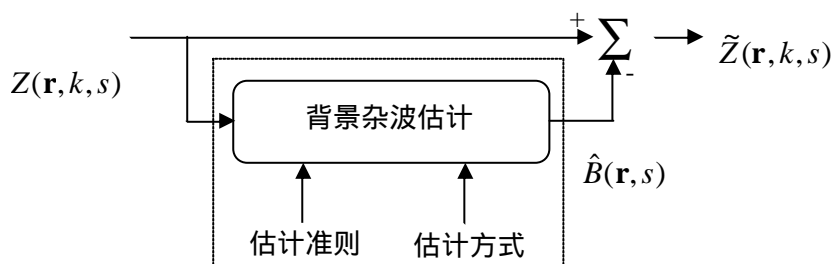 +
∑
Z̃(r,k,s)
Z(r,k,s)
-
背景杂波估计
B̂(r,s)
估计准则 估计方式